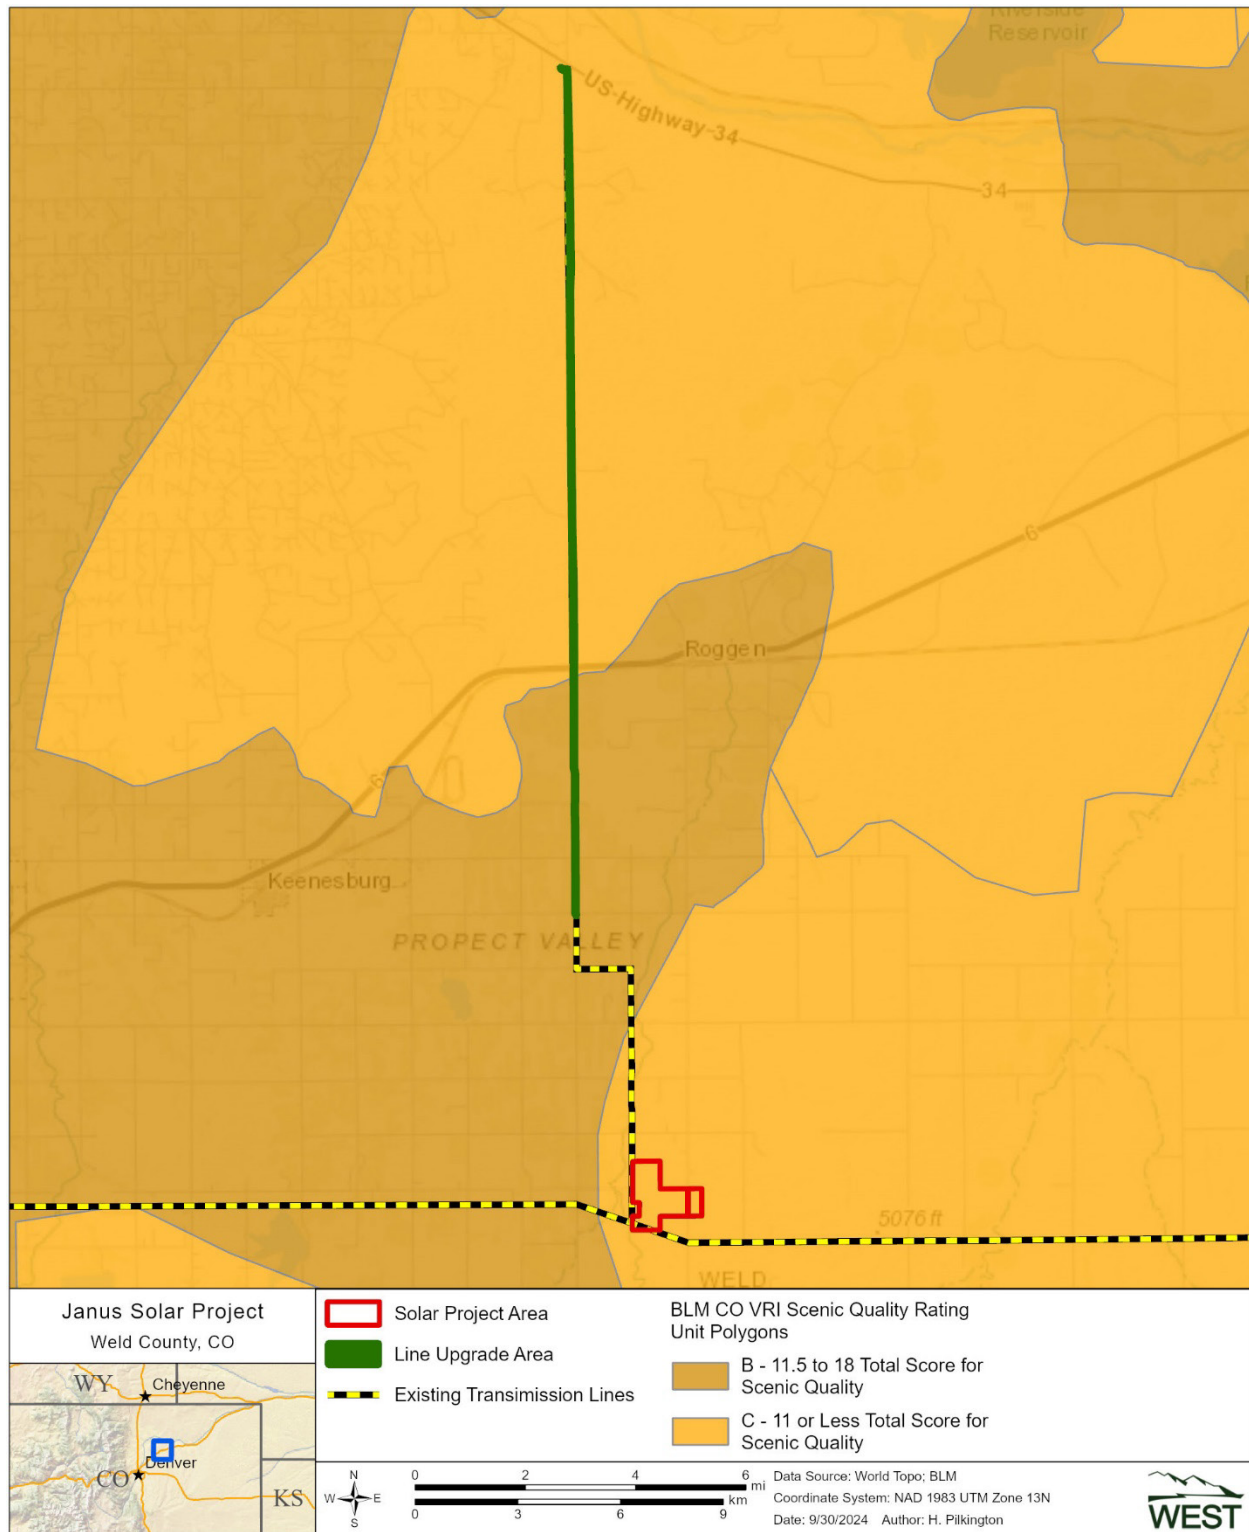 Riverside
Reservoir
US-Highway-34
34
6
Roggen
6
Keenesburg
PROPECT VALLEY
5076 ft
WELD
Janus Solar Project
Weld County, CO
WY
Cheyenne
Denver
CO
KS
Solar Project Area
Line Upgrade Area
Existing Transimission Lines
BLM CO VRI Scenic Quality Rating
Unit Polygons
B - 11.5 to 18 Total Score for
Scenic Quality
C - 11 or Less Total Score for
Scenic Quality
N
W E
S
0 2 4 6
mi
km
0 3 6 9
Data Source: World Topo; BLM
Coordinate System: NAD 1983 UTM Zone 13N
Date: 9/30/2024 Author: H. Pilkington
WEST